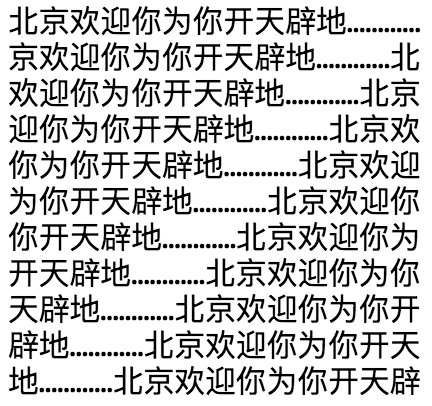 北京欢迎你为你开天辟地............
京欢迎你为你开天辟地............北
欢迎你为你开天辟地............北京
迎你为你开天辟地............北京欢
你为你开天辟地............北京欢迎
为你开天辟地............北京欢迎你
你开天辟地............北京欢迎你为
开天辟地............北京欢迎你为你
天辟地............北京欢迎你为你开
辟地............北京欢迎你为你开天
地............北京欢迎你为你开天辟